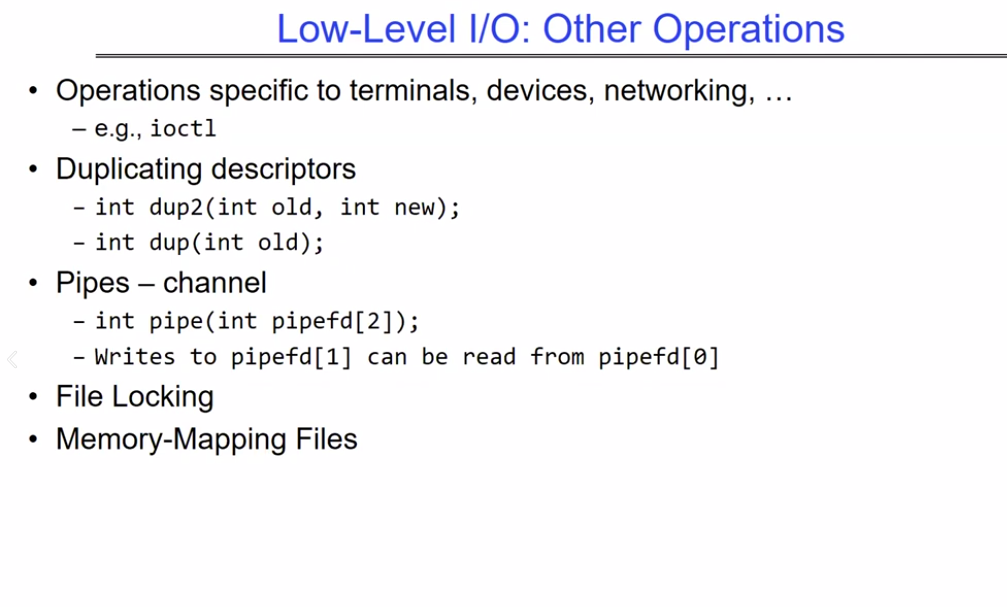 Low-Level I/O: Other Operations
• Operations specific to terminals, devices, networking, …
– e.g., ioctl
• Duplicating descriptors
– int dup2(int old, int new);
– int dup(int old);
• Pipes – channel
– int pipe(int pipefd[2]);
– Writes to pipefd[1] can be read from pipefd[0]
• File Locking
• Memory-Mapping Files